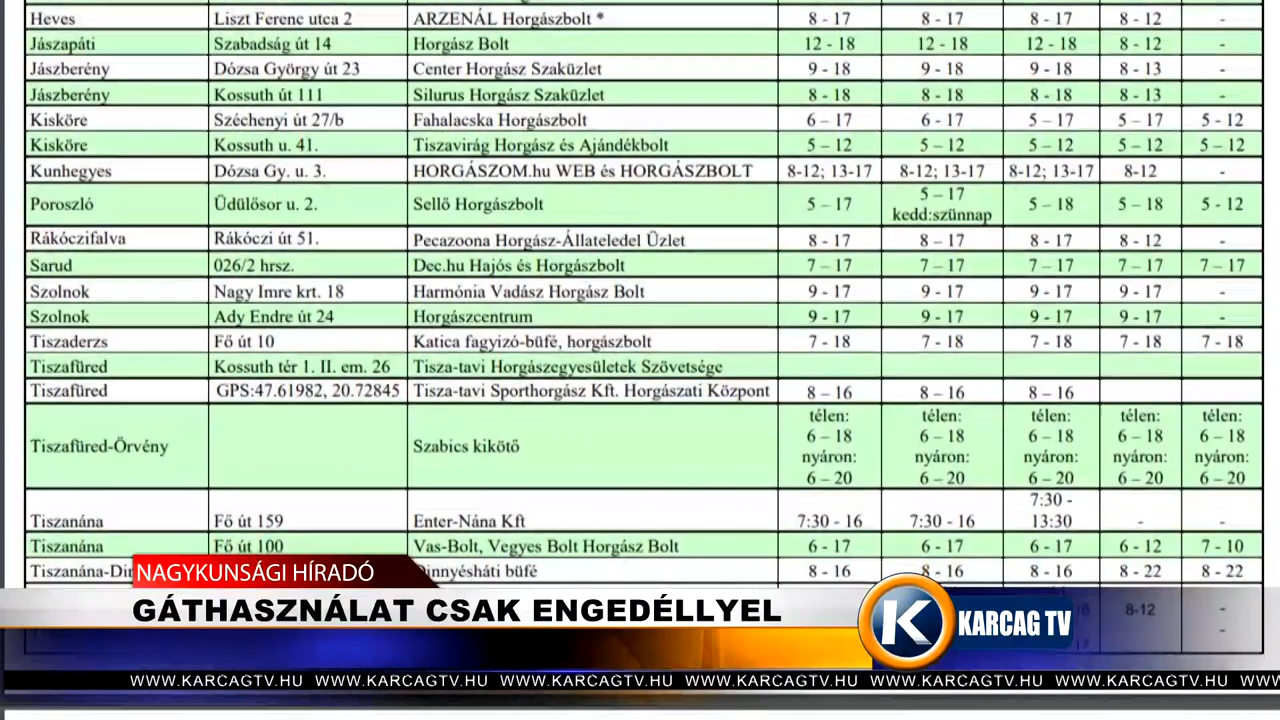 Heves Liszt Ferenc utca 2 ARZENÁL Horgászbolt * 8 - 17 8 - 17 8 - 17 8 - 12 -
Jászapáti Szabadság út 14 Horgász Bolt 12 - 18 12 - 18 12 - 18 8 - 12 -
Jászberény Dózsa György út 23 Center Horgász Szaküzlet 9 - 18 9 - 18 9 - 18 8 - 13 -
Jászberény Kossuth út 111 Silurus Horgász Szaküzlet 8 - 18 8 - 18 8 - 18 8 - 13 -
Kisköre Széchenyi út 27/b Fahalacska Horgászbolt 6 – 17 6 - 17 5 – 17 5 – 17 5 - 12
Kisköre Kossuth u. 41. Tiszavirág Horgász és Ajándékbolt 5 – 12 5 – 12 5 – 12 5 – 12 5 – 12
Kunhegyes Dózsa Gy. u. 3. HORGÁSZOM.hu WEB és HORGÁSZBOLT 8-12; 13-17 8-12; 13-17 8-12; 13-17 8-12 -
Poroszló Üdülősor u. 2. Sellő Horgászbolt 5 – 17 5 – 17 kedd:szünnap 5 – 18 5 – 18 5 - 12
Rákóczifalva Rákóczi út 51. Pecazoona Horgász-Állateledel Üzlet 8 - 17 8 – 17 8 - 17 8 - 12 -
Sarud 026/2 hrsz. Dec.hu Hajós és Horgászbolt 7 – 17 7 – 17 7 – 17 7 – 17 7 – 17
Szolnok Nagy Imre krt. 18 Harmónia Vadász Horgász Bolt 9 - 17 9 - 17 9 - 17 9 - 17 -
Szolnok Ady Endre út 24 Horgászcentrum 9 - 17 9 - 17 9 - 17 9 - 17 -
Tiszaderzs Fő út 10 Katica fagyizó-büfé, horgászbolt 7 - 18 7 - 18 7 - 18 7 - 18 7 - 18
Tiszafüred Kossuth tér 1. II. em. 26 Tisza-tavi Horgászegyesületek Szövetsége
Tiszafüred GPS:47.61982, 20.72845 Tisza-tavi Sporthorgász Kft. Horgászati Központ 8 – 16 8 – 16 8 – 16
télen: télen: télen: télen: télen:
6 – 18 6 – 18 6 – 18 6 – 18 6 – 18
Tiszafüred-Örvény Szabics kikötő
nyáron: nyáron: nyáron: nyáron: nyáron:
6 – 20 6 – 20 6 – 20 6 – 20 6 – 20
Tiszanána Fő út 159 Enter-Nána Kft 7:30 - 16 7:30 - 16 7:30 - 13:30 - -
Tiszanána Fő út 100 Vas-Bolt, Vegyes Bolt Horgász Bolt 6 - 17 6 - 17 6 - 17 6 - 12 7 - 10
Tiszanána-Din Dinnyésháti büfé 8 - 16 8 - 16 8 - 16 8 - 22 8 - 22
8-12 -
-
NAGYKUNSÁGI HÍRADÓ
GÁTHASZNÁLAT CSAK ENGEDÉLLYEL
K KARCAG TV
WWW.KARCAGTV.HU WWW.KARCAGTV.HU WWW.KARCAGTV.HU WWW.KARCAGTV.HU WWW.KARCAGTV.HU WWW.KARCAGTV.HU WWW